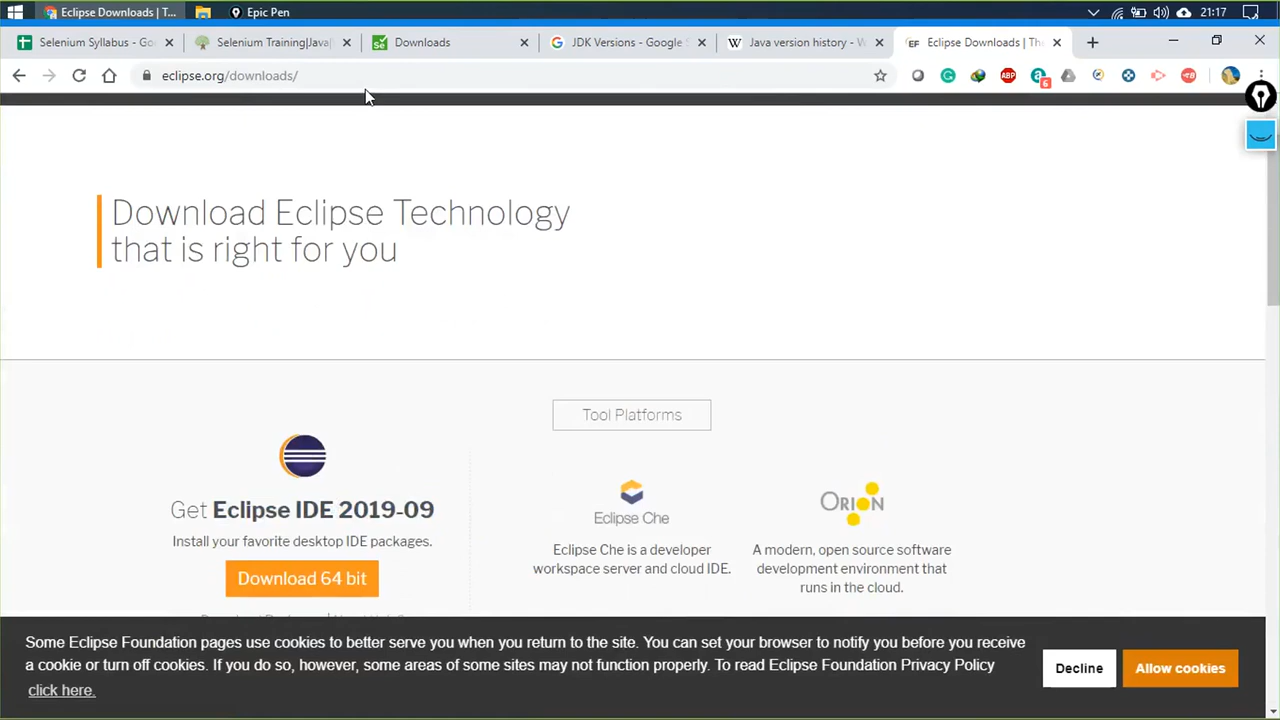 Eclipse Downloads | T...
Epic Pen
21:17
Selenium Syllabus - Go
Selenium Training|Java|
Downloads
JDK Versions - Google S
Java version history - W
Eclipse Downloads | The
eclipse.org/downloads/
ABP
6
Download Eclipse Technology
that is right for you
Tool Platforms
Get Eclipse IDE 2019-09
Install your favorite desktop IDE packages.
Download 64 bit
Eclipse Che
Eclipse Che is a developer
workspace server and cloud IDE.
ORION
A modern, open source software
development environment that
runs in the cloud.
Some Eclipse Foundation pages use cookies to better serve you when you return to the site. You can set your browser to notify you before you receive
a cookie or turn off cookies. If you do so, however, some areas of some sites may not function properly. To read Eclipse Foundation Privacy Policy
click here.
Decline
Allow cookies